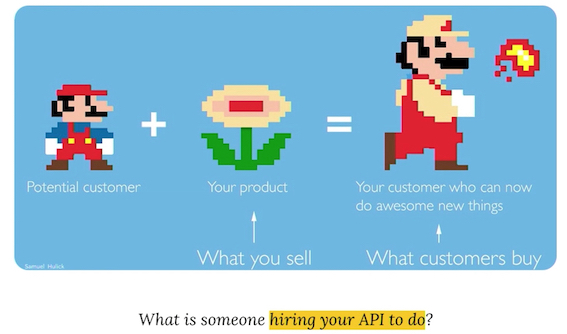 Potential customer
Your product
Your customer who can now
do awesome new things
What you sell
What customers buy
Samuel Hulick
What is someone hiring your API to do?